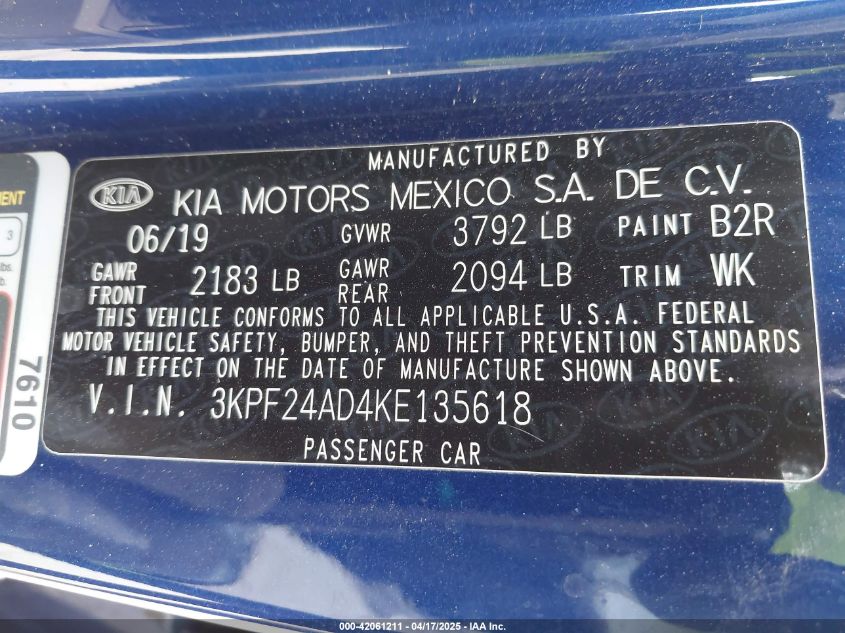 MANUFACTURED BY
KIA KIA MOTORS MEXICO S.A. DE C.V.
06/19 GVWR 3792 LB PAINT B2R
GAWR FRONT 2183 LB GAWR REAR 2094 LB TRIM WK
THIS VEHICLE CONFORMS TO ALL APPLICABLE U.S.A. FEDERAL
MOTOR VEHICLE SAFETY, BUMPER, AND THEFT PREVENTION STANDARDS
IN EFFECT ON THE DATE OF MANUFACTURE SHOWN ABOVE.
V.I.N. 3KPF24AD4KE135618
PASSENGER CAR
3
lbs.
7610
000-42061211 - 04/17/2025 - IAA Inc.